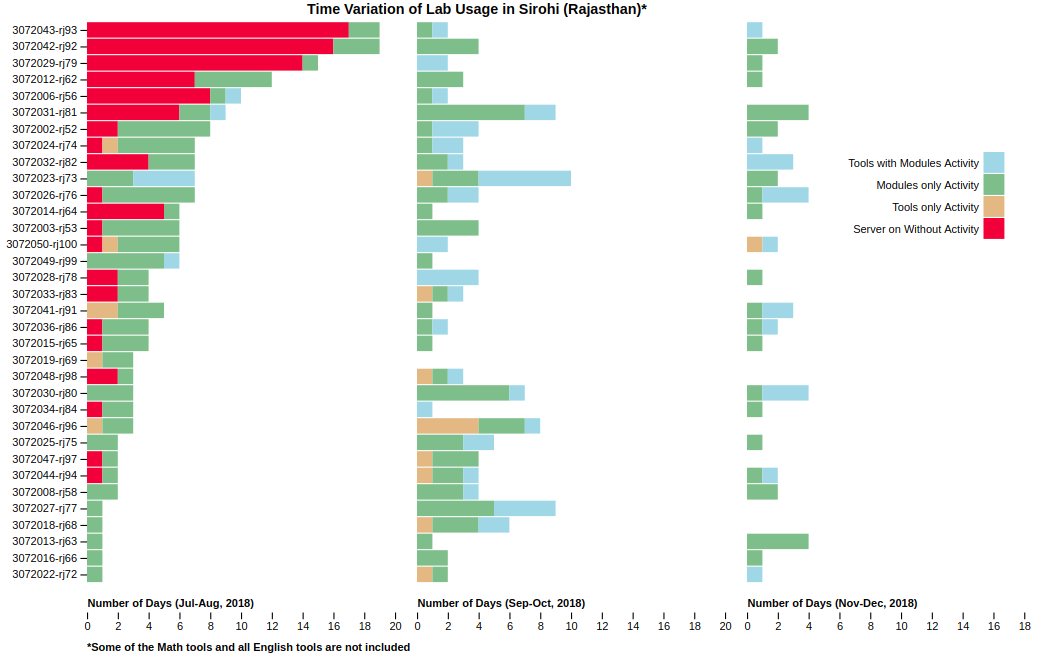 Time Variation of Lab Usage in Sirohi (Rajasthan)*
3072043-rj93
3072042-rj92
3072029-rj79
3072012-rj62
3072006-rj56
3072031-rj81
3072002-rj52
3072024-rj74
3072032-rj82
3072023-rj73
3072026-rj76
3072014-rj64
3072003-rj53
3072050-rj100
3072049-rj99
3072028-rj78
3072033-rj83
3072041-rj91
3072036-rj86
3072015-rj65
3072019-rj69
3072048-rj98
3072030-rj80
3072034-rj84
3072046-rj96
3072025-rj75
3072047-rj97
3072044-rj94
3072008-rj58
3072027-rj77
3072018-rj68
3072013-rj63
3072016-rj66
3072022-rj72
Tools with Modules Activity
Modules only Activity
Tools only Activity
Server on Without Activity
Number of Days (Jul-Aug, 2018)
0 2 4 6 8 10 12 14 16 18 20
Number of Days (Sep-Oct, 2018)
0 2 4 6 8 10 12 14 16 18 20
Number of Days (Nov-Dec, 2018)
0 2 4 6 8 10 12 14 16 18
*Some of the Math tools and all English tools are not included